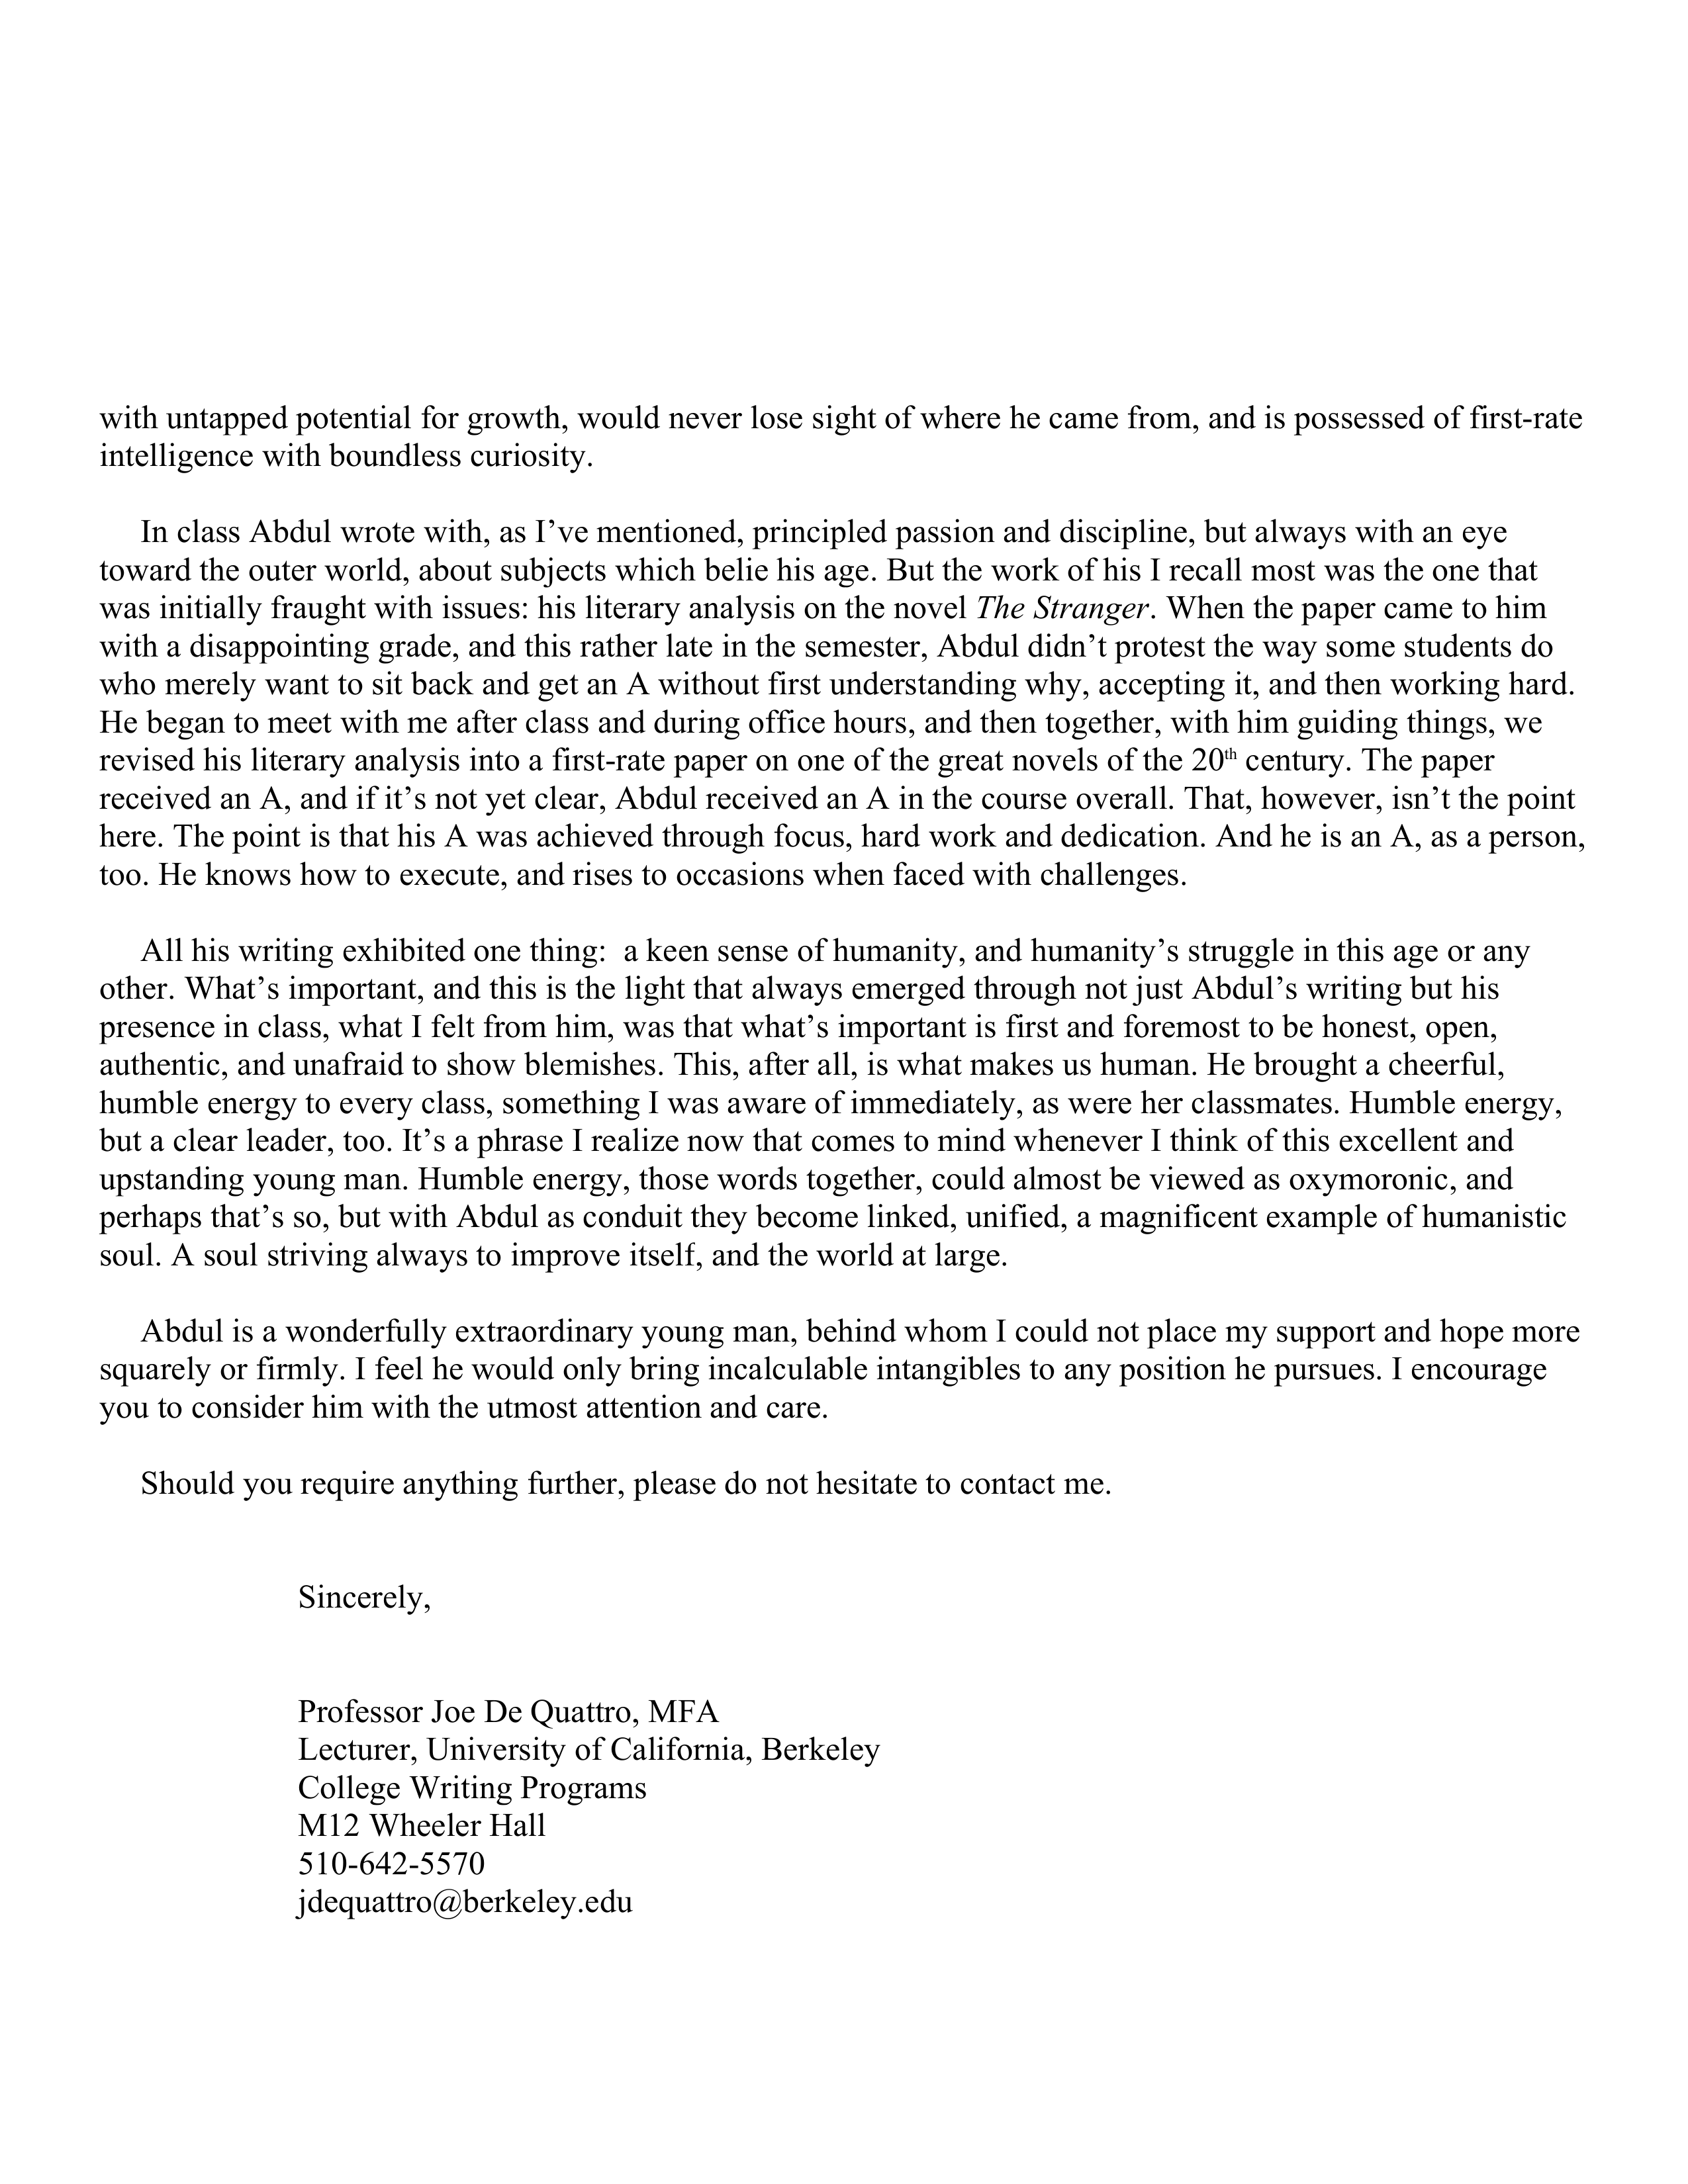 with untapped potential for growth, would never lose sight of where he came from, and is possessed of first-rate
intelligence with boundless curiosity.
In class Abdul wrote with, as I’ve mentioned, principled passion and discipline, but always with an eye
toward the outer world, about subjects which belie his age. But the work of his I recall most was the one that
was initially fraught with issues: his literary analysis on the novel The Stranger. When the paper came to him
with a disappointing grade, and this rather late in the semester, Abdul didn’t protest the way some students do
who merely want to sit back and get an A without first understanding why, accepting it, and then working hard.
He began to meet with me after class and during office hours, and then together, with him guiding things, we
revised his literary analysis into a first-rate paper on one of the great novels of the 20th century. The paper
received an A, and if it’s not yet clear, Abdul received an A in the course overall. That, however, isn’t the point
here. The point is that his A was achieved through focus, hard work and dedication. And he is an A, as a person,
too. He knows how to execute, and rises to occasions when faced with challenges.
All his writing exhibited one thing:  a keen sense of humanity, and humanity’s struggle in this age or any
other. What’s important, and this is the light that always emerged through not just Abdul’s writing but his
presence in class, what I felt from him, was that what’s important is first and foremost to be honest, open,
authentic, and unafraid to show blemishes. This, after all, is what makes us human. He brought a cheerful,
humble energy to every class, something I was aware of immediately, as were her classmates. Humble energy,
but a clear leader, too. It’s a phrase I realize now that comes to mind whenever I think of this excellent and
upstanding young man. Humble energy, those words together, could almost be viewed as oxymoronic, and
perhaps that’s so, but with Abdul as conduit they become linked, unified, a magnificent example of humanistic
soul. A soul striving always to improve itself, and the world at large.
Abdul is a wonderfully extraordinary young man, behind whom I could not place my support and hope more
squarely or firmly. I feel he would only bring incalculable intangibles to any position he pursues. I encourage
you to consider him with the utmost attention and care.
Should you require anything further, please do not hesitate to contact me.
Sincerely,
Professor Joe De Quattro, MFA
Lecturer, University of California, Berkeley
College Writing Programs
M12 Wheeler Hall
510-642-5570
jdequattro@berkeley.edu